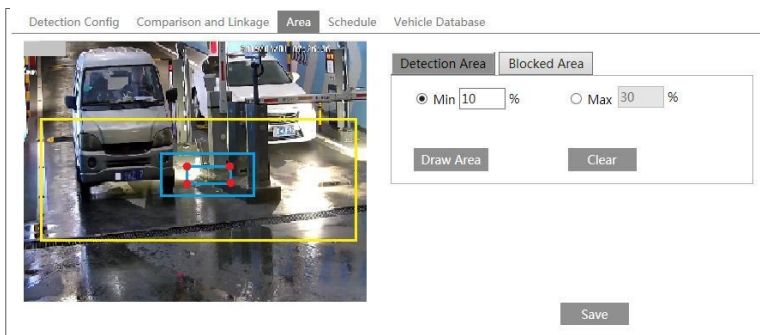 Detection Config Comparison and Linkage Area Schedule Vehicle Database
Detection Area Blocked Area
Min 10 % Max 30 %
Draw Area Clear
Save